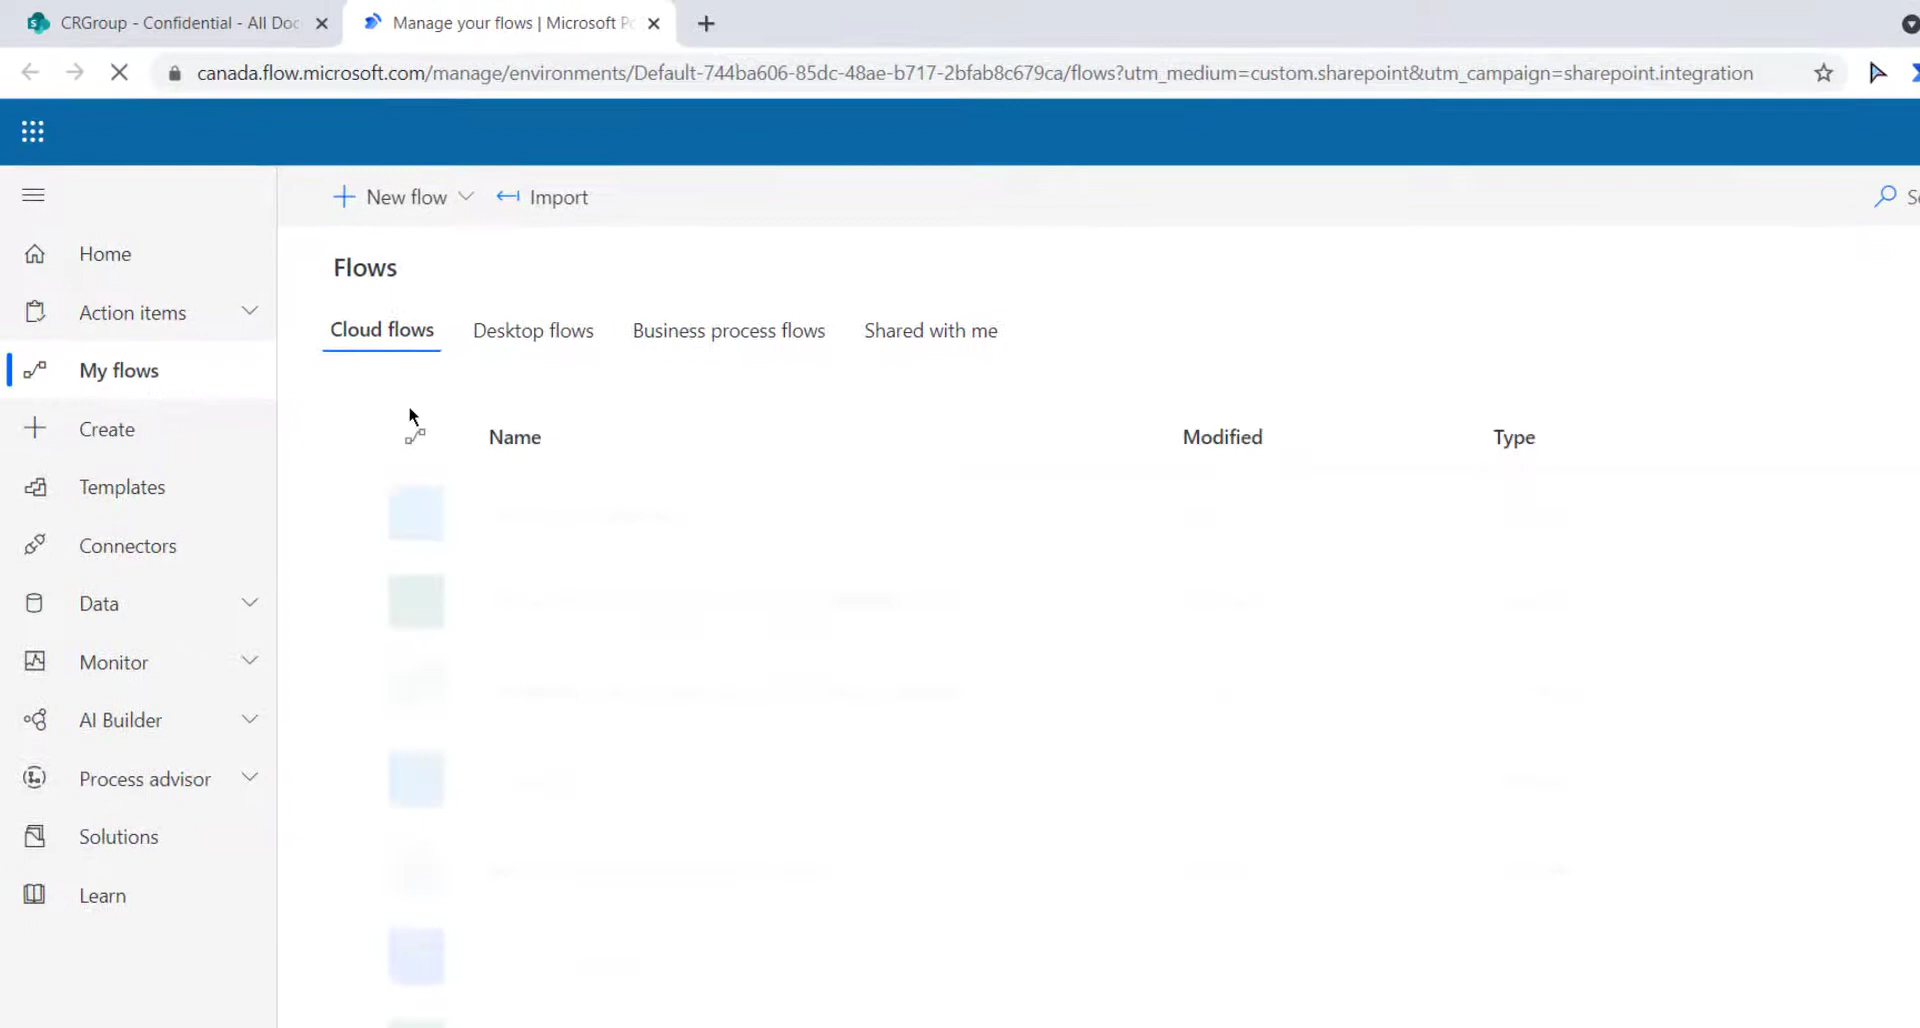 CRGroup - Confidential - All Doc
Manage your flows | Microsoft Po
canada.flow.microsoft.com/manage/environments/Default-744ba606-85dc-48ae-b717-2bfab8c679ca/flows?utm_medium=custom.sharepoint&utm_campaign=sharepoint.integration
New flow
Import
Home
Action items
My flows
Create
Templates
Connectors
Data
Monitor
AI Builder
Process advisor
Solutions
Learn
Flows
Cloud flows
Desktop flows
Business process flows
Shared with me
Name
Modified
Type